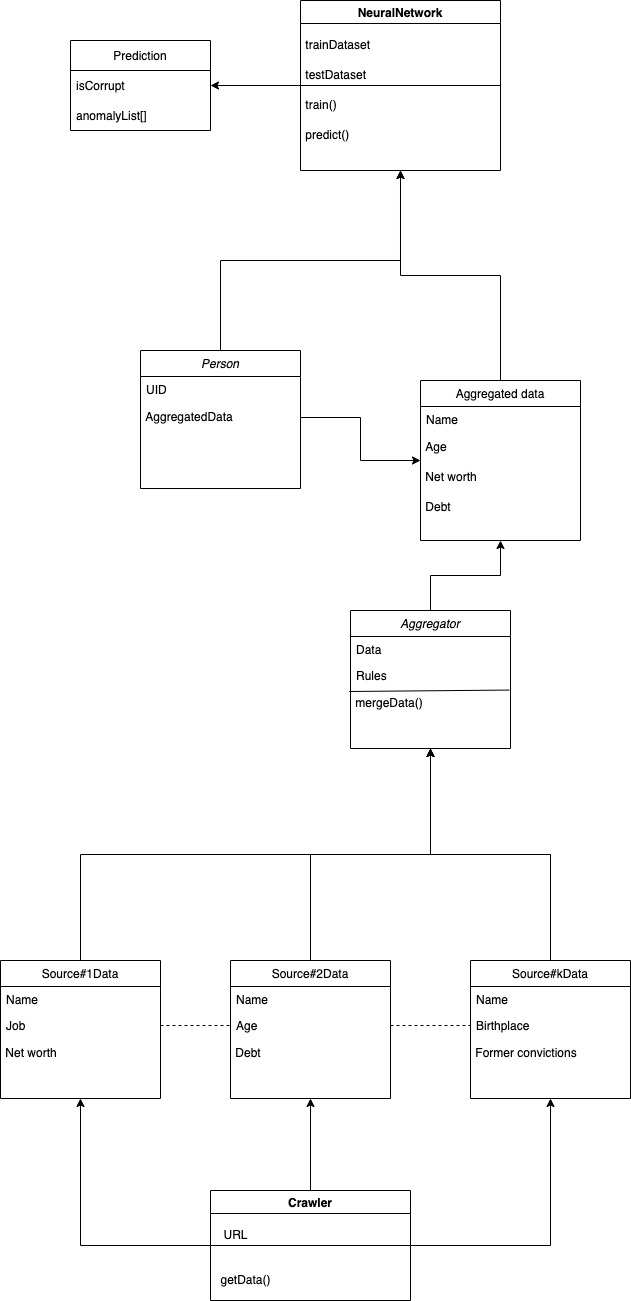 NeuralNetwork
trainDataset
testDataset
train()
predict()
Prediction
isCorrupt
anomalyList[]
Person
UID
AggregatedData
Aggregated data
Name
Age
Net worth
Debt
Aggregator
Data
Rules
mergeData()
Source#1Data
Name
Job
Net worth
Source#2Data
Name
Age
Debt
Source#kData
Name
Birthplace
Former convictions
Crawler
URL
getData()